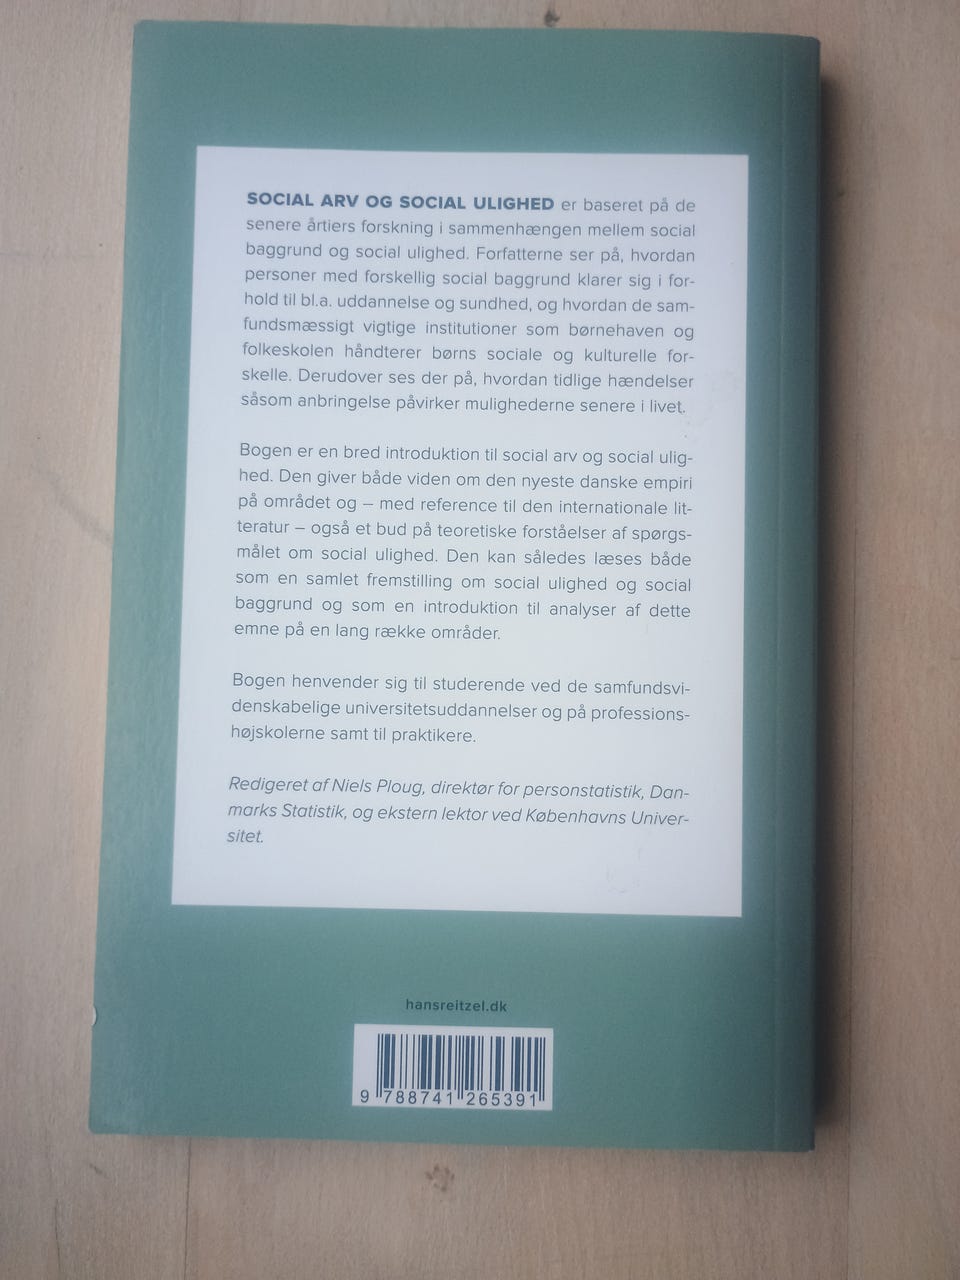 SOCIAL ARV OG SOCIAL ULIGHED er baseret på de
senere årtiers forskning i sammenhængen mellem social
baggrund og social ulighed. Forfatterne ser på, hvordan
personer med forskellig social baggrund klarer sig i for-
hold til bl.a. uddannelse og sundhed, og hvordan de sam-
fundsmæssigt vigtige institutioner som børnehaven og
folkeskolen håndterer børns sociale og kulturelle for-
skelle. Derudover ses der på, hvordan tidlige hændelser
såsom anbringelse påvirker mulighederne senere i livet.
Bogen er en bred introduktion til social arv og social ulig-
hed. Den giver både viden om den nyeste danske empiri
på området og – med reference til den internationale lit-
teratur – også et bud på teoretiske forståelser af spørgs-
målet om social ulighed. Den kan således læses både
som en samlet fremstilling om social ulighed og social
baggrund og som en introduktion til analyser af dette
emne på en lang række områder.
Bogen henvender sig til studerende ved de samfundsvi-
denskabelige universitetsuddannelser og på professions-
højskolerne samt til praktikere.
Redigeret af Niels Ploug, direktør for personstatistik, Dan-
marks Statistik, og ekstern lektor ved Københavns Univer-
sitet.
hansreitzel.dk
9 788741 265391